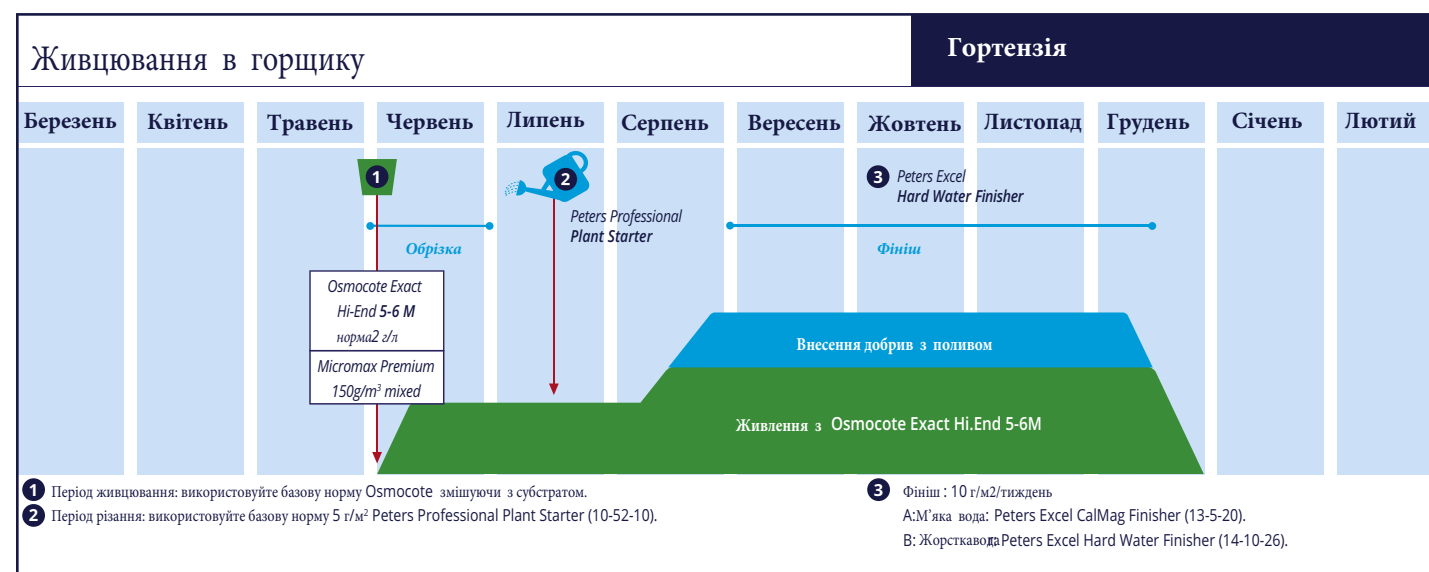 Живцювання в горщику
Гортензія
Березень Квітень Травень Червень Липень Серпень Вересень Жовтень Листопад Грудень Січень Лютий
1
2
3 Peters Excel
Hard Water Finisher
Peters Professional
Plant Starter
Обрізка
Фініш
Osmocote Exact
Hi-End 5-6 M
норма2 г/л
Micromax Premium
150g/m³ mixed
Внесення добрив з поливом
Живлення з Osmocote Exact Hi.End 5-6M
1 Період живцювання: використовуйте базову норму Osmocote змішуючи з субстратом.
2 Період різання: використовуйте базову норму 5 г/м² Peters Professional Plant Starter (10-52-10).
3 Фініш : 10 г/м2/тиждень
A:М’яка вода: Peters Excel CalMag Finisher (13-5-20).
B: Жорсткавода: Peters Excel Hard Water Finisher (14-10-26).